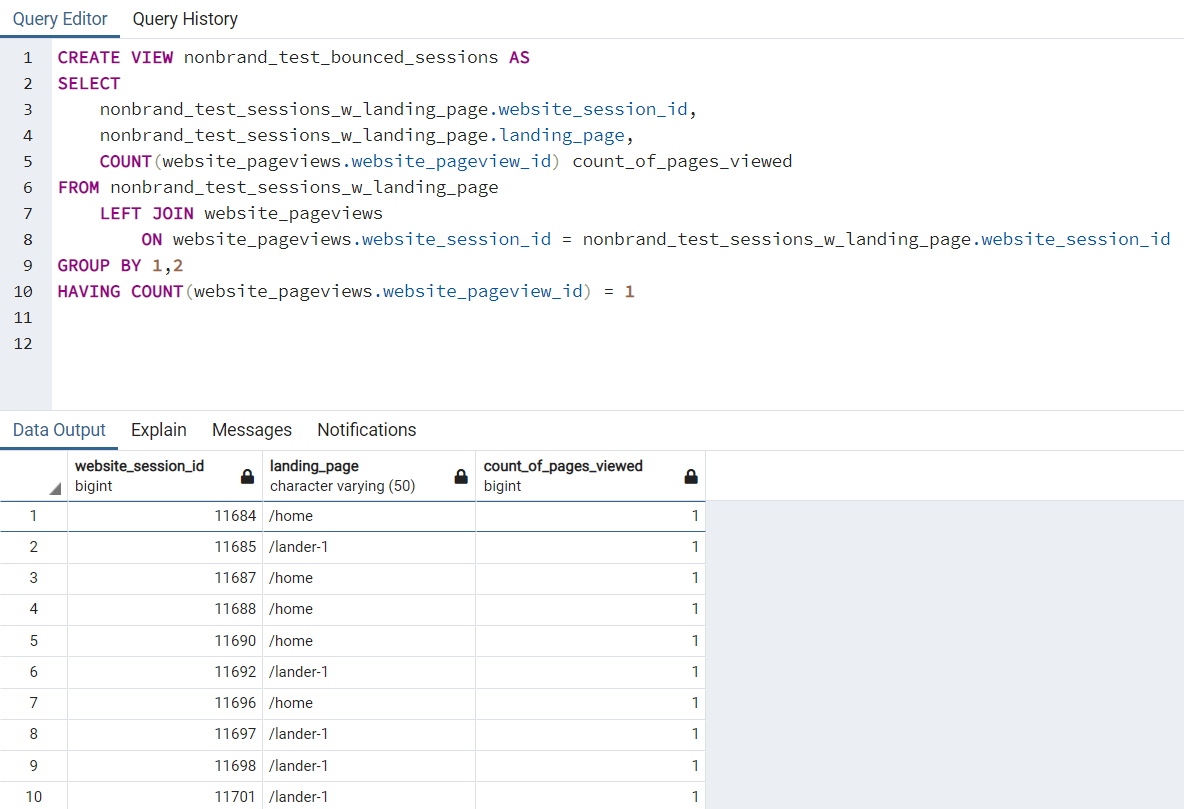 Query Editor Query History
1 CREATE VIEW nonbrand_test_bounced_sessions AS
2 SELECT
3 nonbrand_test_sessions_w_landing_page.website_session_id,
4 nonbrand_test_sessions_w_landing_page.landing_page,
5 COUNT(website_pageviews.website_pageview_id) count_of_pages_viewed
6 FROM nonbrand_test_sessions_w_landing_page
7 LEFT JOIN website_pageviews
8 ON website_pageviews.website_session_id = nonbrand_test_sessions_w_landing_page.website_session_id
9 GROUP BY 1,2
10 HAVING COUNT(website_pageviews.website_pageview_id) = 1
11
12
Data Output Explain Messages Notifications
website_session_id landing_page count_of_pages_viewed
bigint character varying (50) bigint
1 11684 /home 1
2 11685 /lander-1 1
3 11687 /home 1
4 11688 /home 1
5 11690 /home 1
6 11692 /lander-1 1
7 11696 /home 1
8 11697 /lander-1 1
9 11698 /lander-1 1
10 11701 /lander-1 1